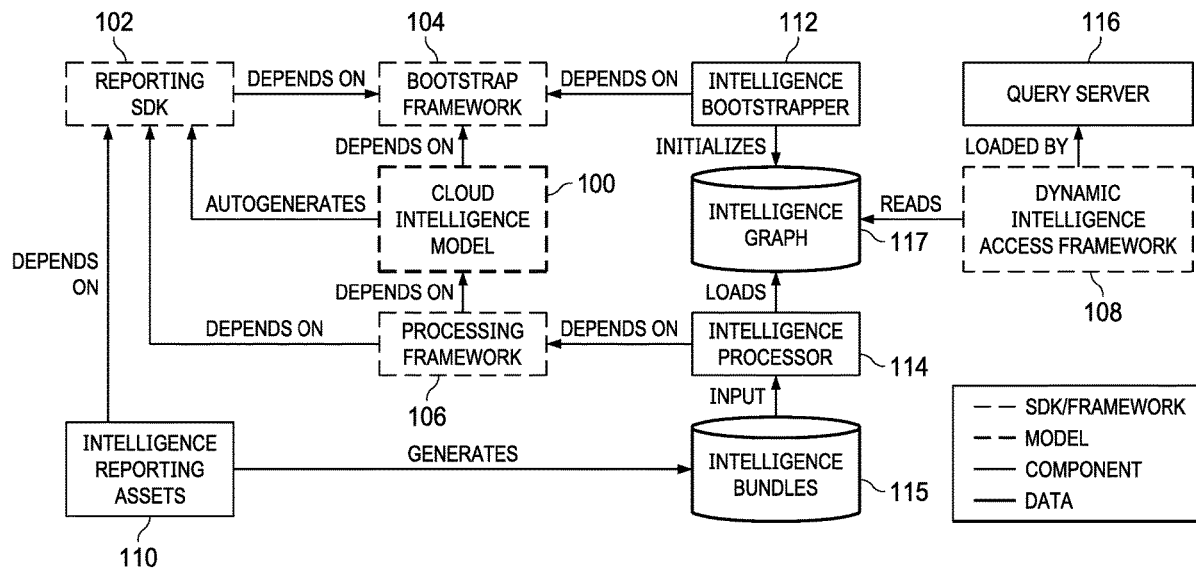 102
104
112
116
REPORTING
SDK
DEPENDS ON
BOOTSTRAP
FRAMEWORK
DEPENDS ON
INTELLIGENCE
BOOTSTRAPPER
QUERY SERVER
DEPENDS ON
INITIALIZES
LOADED BY
AUTOGENERATES
CLOUD
INTELLIGENCE
MODEL
100
INTELLIGENCE
GRAPH
117
READS
DYNAMIC
INTELLIGENCE
ACCESS FRAMEWORK
108
DEPENDS
ON
DEPENDS ON
LOADS
DEPENDS ON
PROCESSING
FRAMEWORK
106
DEPENDS ON
INTELLIGENCE
PROCESSOR
114
INPUT
INTELLIGENCE
REPORTING
ASSETS
110
GENERATES
INTELLIGENCE
BUNDLES
115
SDK/FRAMEWORK
MODEL
COMPONENT
DATA